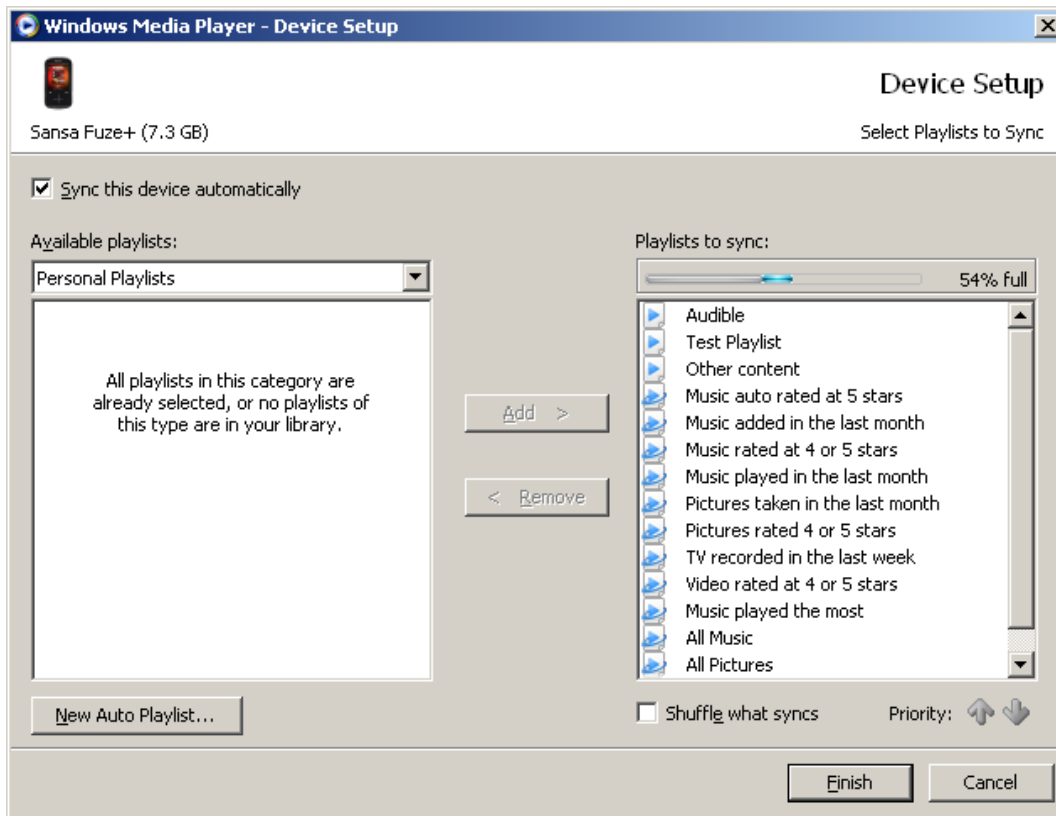 Windows Media Player - Device Setup
Device Setup
Sansa Fuze+ (7.3 GB)
Select Playlists to Sync
Sync this device automatically
Available playlists:
Personal Playlists
All playlists in this category are
already selected, or no playlists of
this type are in your library.
New Auto Playlist...
Add >
< Remove
Playlists to sync:
54% full
Audible
Test Playlist
Other content
Music auto rated at 5 stars
Music added in the last month
Music rated at 4 or 5 stars
Music played in the last month
Pictures taken in the last month
Pictures rated 4 or 5 stars
TV recorded in the last week
Video rated at 4 or 5 stars
Music played the most
All Music
All Pictures
Shuffle what syncs
Priority:
Finish
Cancel